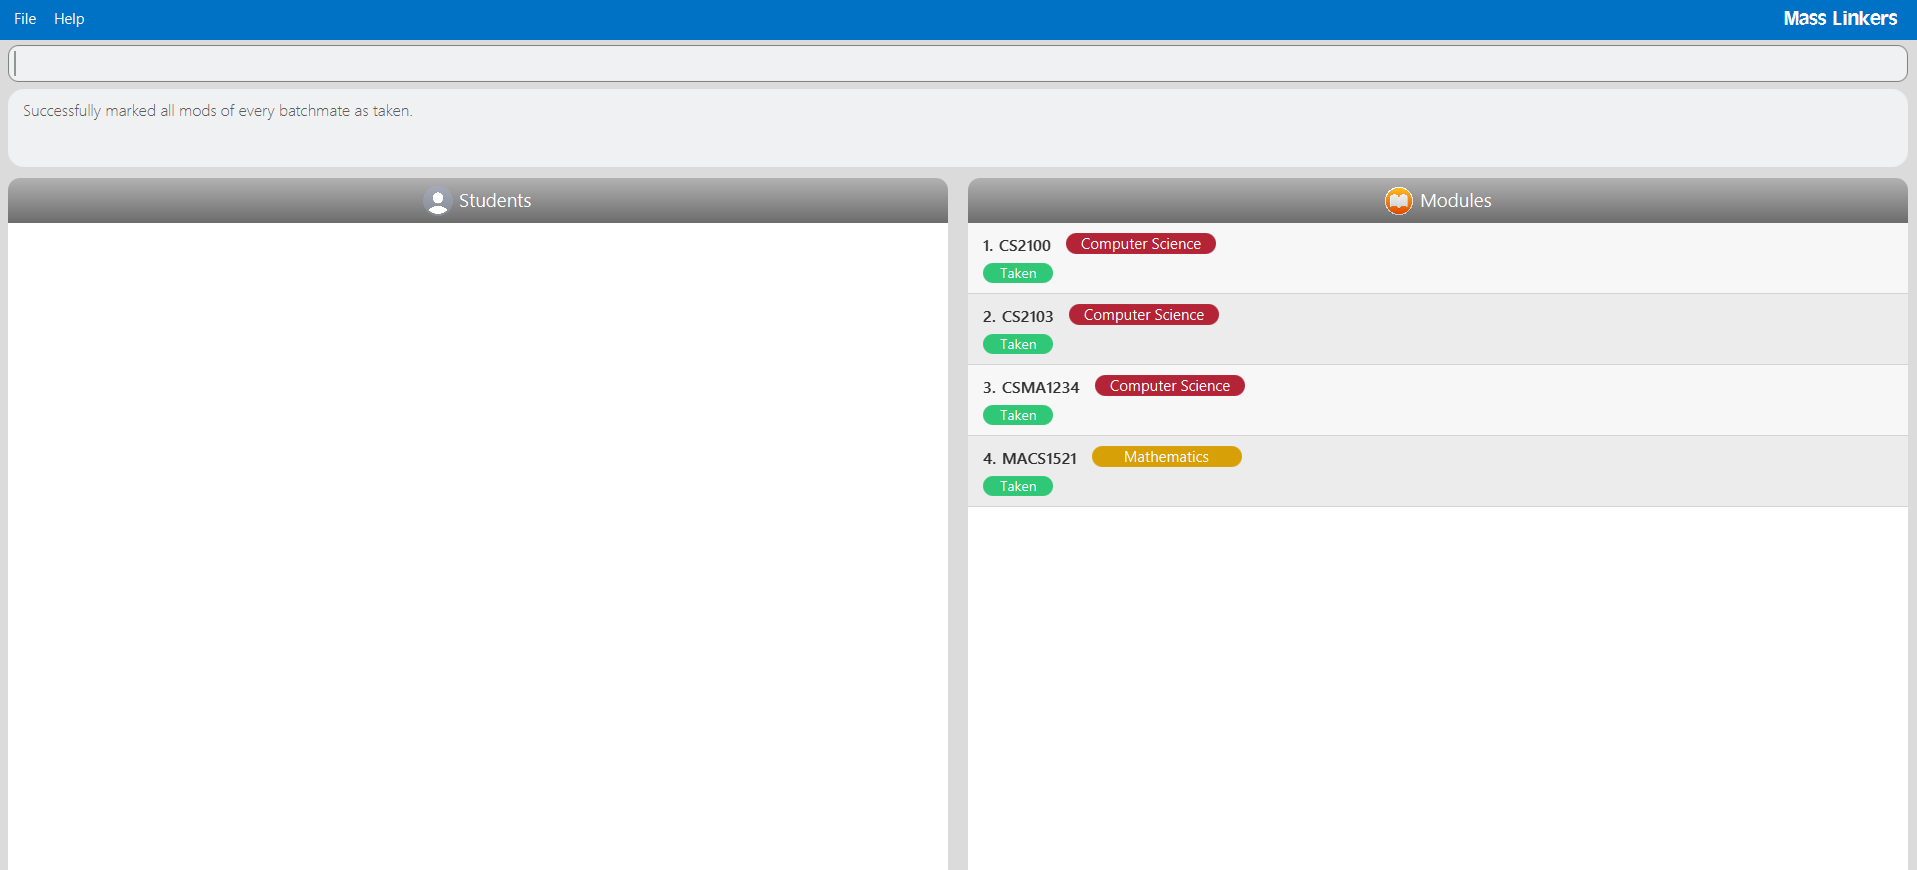 File Help Mass Linkers
Successfully marked all mods of every batchmate as taken.
Students
Modules
1. CS2100 Computer Science
Taken
2. CS2103 Computer Science
Taken
3. CSMA1234 Computer Science
Taken
4. MACS1521 Mathematics
Taken